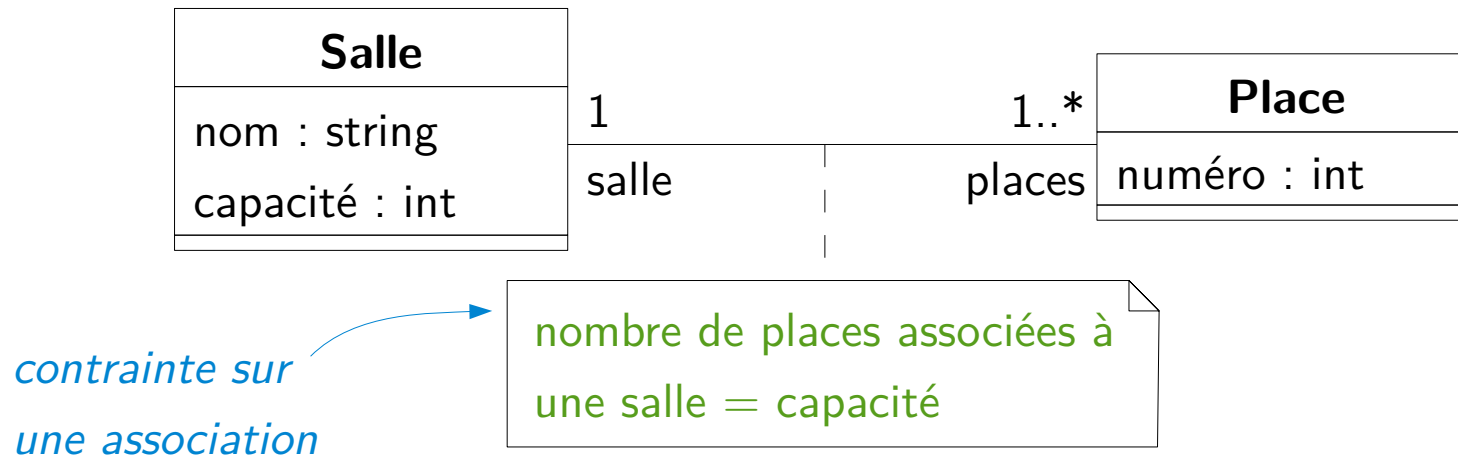 Salle
nom : string
capacité : int
1
salle
1..*
places
Place
numéro : int
nombre de places associées à
une salle = capacité
contrainte sur
une association